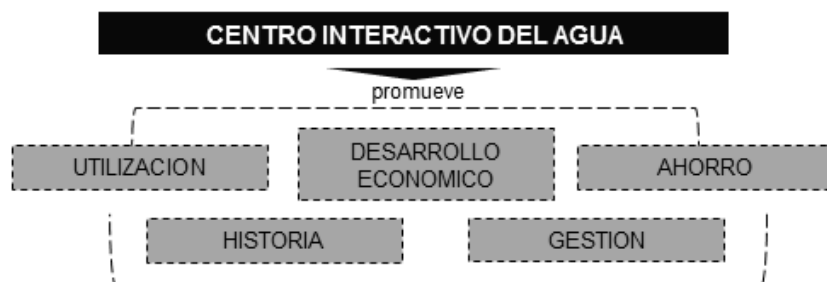 CENTRO INTERACTIVO DEL AGUA
promueve
UTILIZACION
DESARROLLO
ECONOMICO
AHORRO
HISTORIA
GESTION